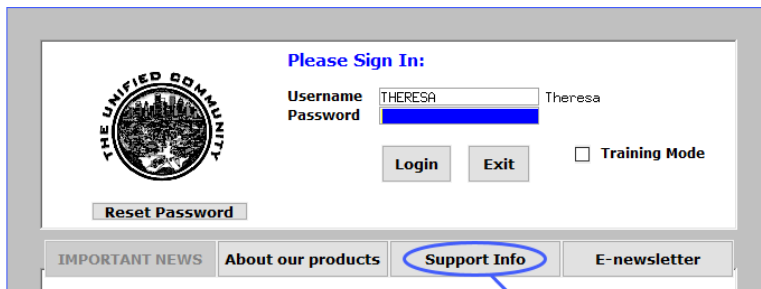 THE UNIFIED COMMUNITY
Please Sign In:
Username THERESA Theresa
Password
Login Exit Training Mode
Reset Password
IMPORTANT NEWS About our products Support Info E-newsletter